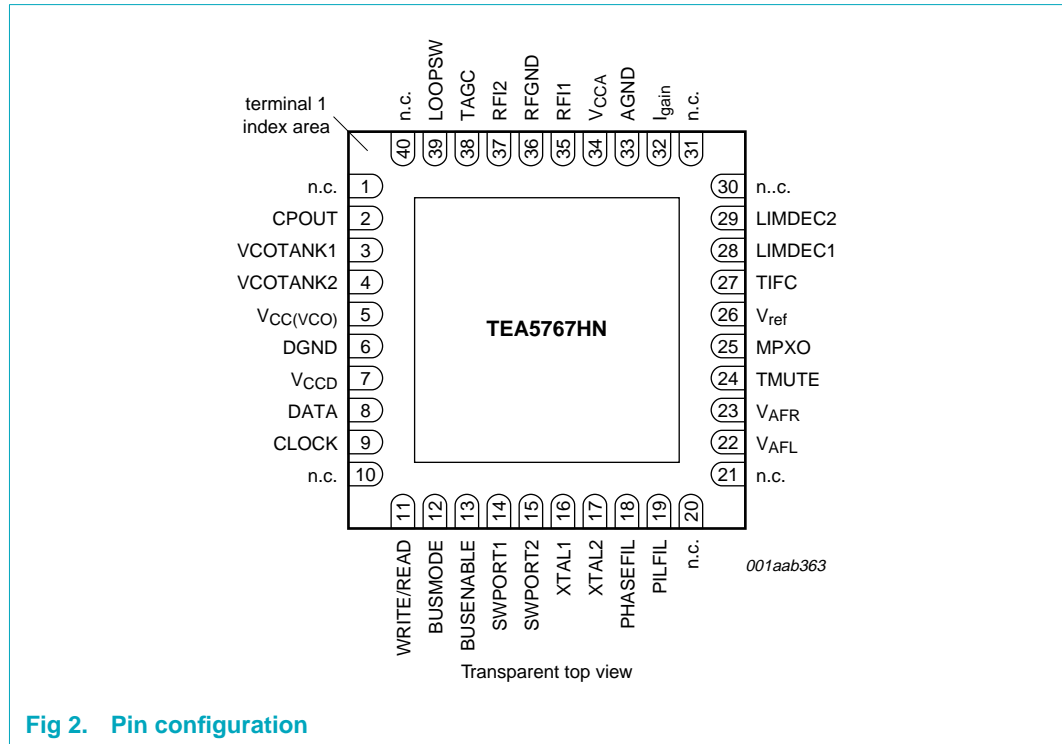 terminal 1
index area
n.c.
LOOPSW
TAGC
RFI2
RFGND
RFI1
VCCA
AGND
Igain
n.c.
40
39
38
37
36
35
34
33
32
31
n.c. 1
CPOUT 2
VCOTANK1 3
VCOTANK2 4
VCC(VCO) 5
DGND 6
VCCD 7
DATA 8
CLOCK 9
n.c. 10
TEA5767HN
30 n..c.
29 LIMDEC2
28 LIMDEC1
27 TIFC
26 Vref
25 MPXO
24 TMUTE
23 VAFR
22 VAFL
21 n.c.
11
12
13
14
15
16
17
18
19
20
WRITE/READ
BUSMODE
BUSENABLE
SWPORT1
SWPORT2
XTAL1
XTAL2
PHASEFIL
PILFIL
n.c.
001aab363
Transparent top view
Fig 2. Pin configuration